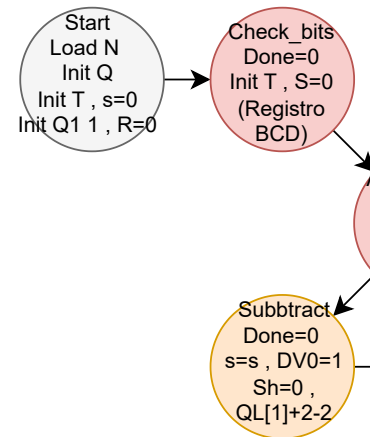 Start
Load N
Init Q
Init T , s=0
Init Q1 1 , R=0
Check_bits
Done=0
Init T , S=0
(Registro
BCD)
Subbtract
Done=0
s=s , DV0=1
Sh=0 ,
QL[1]+2-2